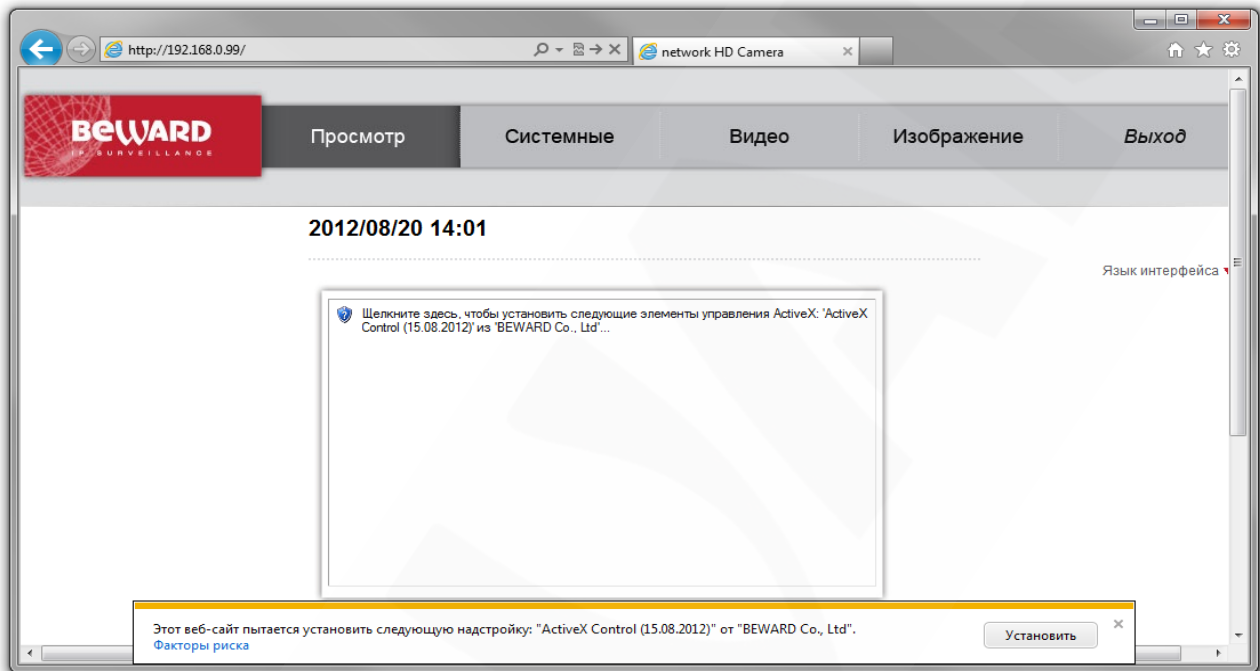 http://192.168.0.99/
network HD Camera
BEWARD
IP SURVEILLANCE
Просмотр
Системные
Видео
Изображение
Выход
2012/08/20 14:01
Язык интерфейса
Щелкните здесь, чтобы установить следующие элементы управления ActiveX: 'ActiveX
Control (15.08.2012)' из 'BEWARD Co., Ltd'...
Этот веб-сайт пытается установить следующую надстройку: "ActiveX Control (15.08.2012)" от "BEWARD Co., Ltd".
Факторы риска
Установить